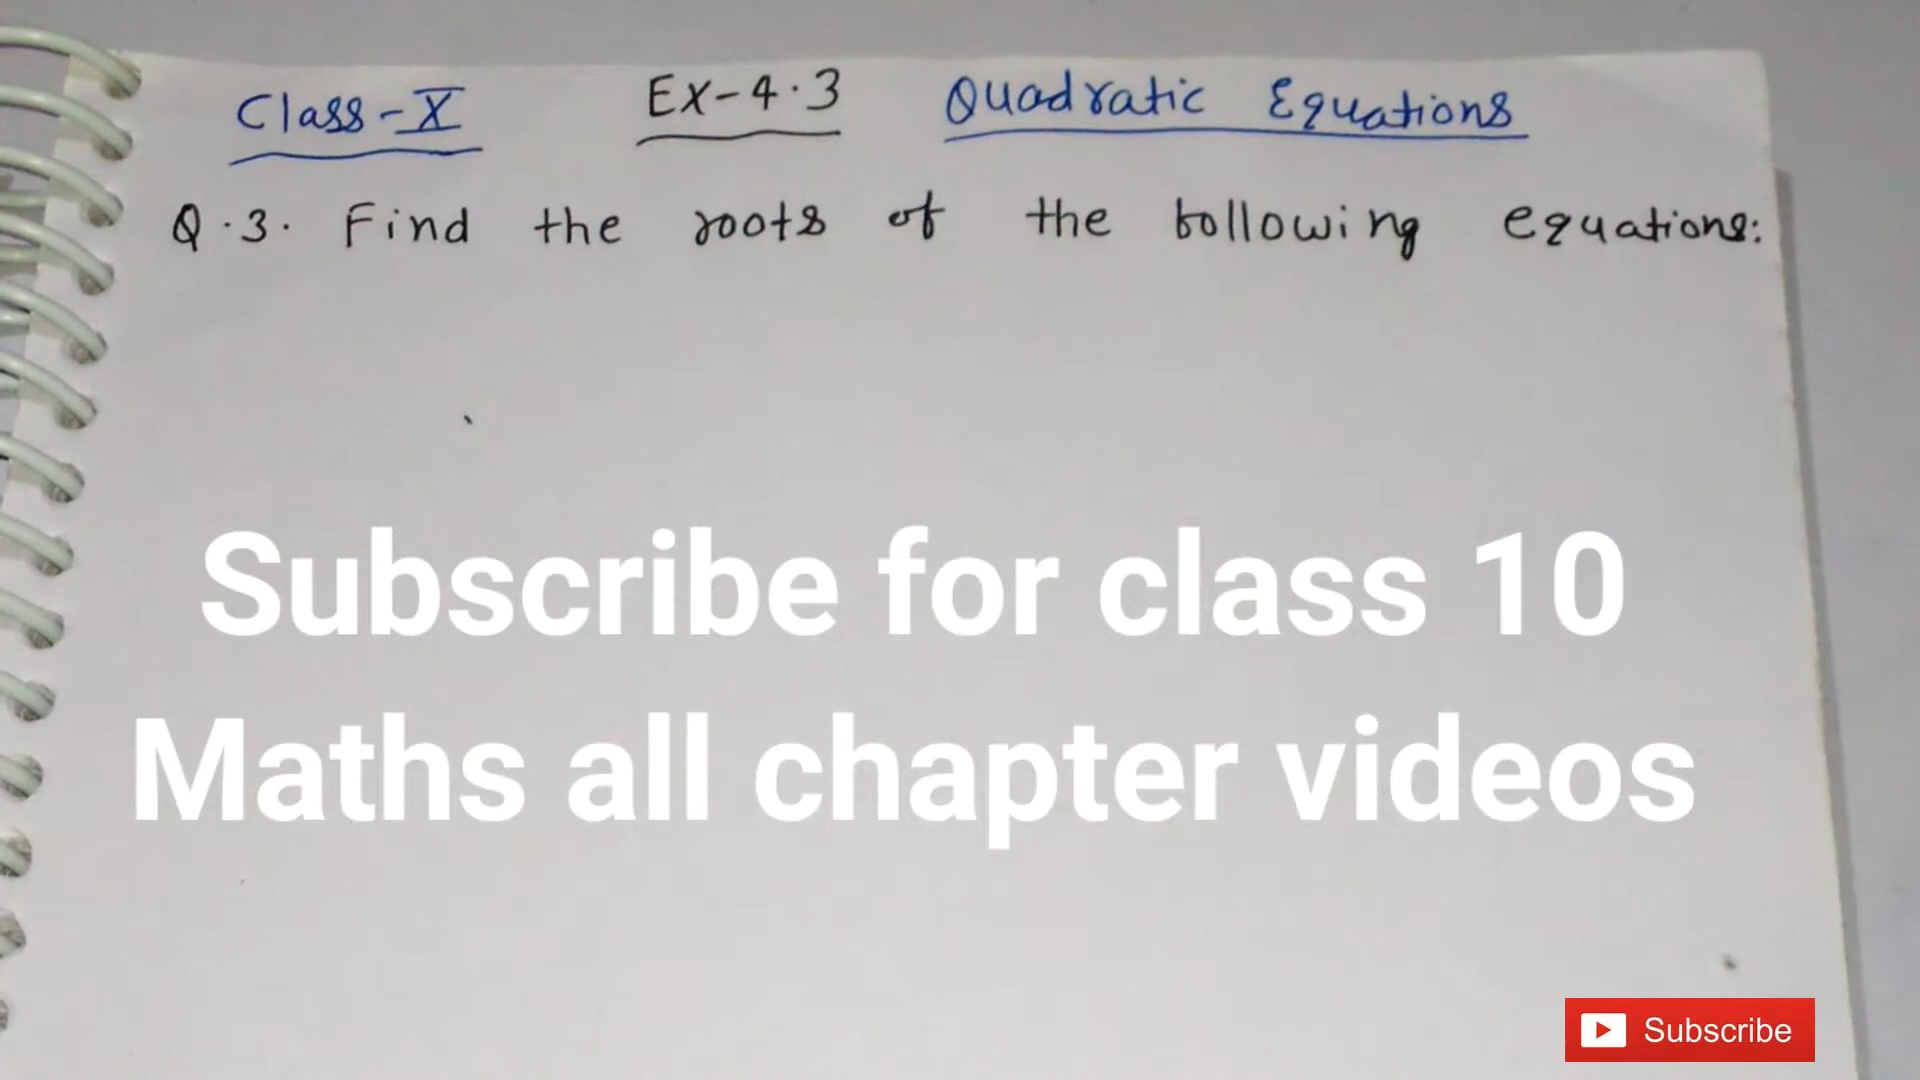 Class-X Ex-4.3 Quadratic Equations
Q.3. Find the roots of the following equations:
Subscribe for class 10
Maths all chapter videos
Subscribe